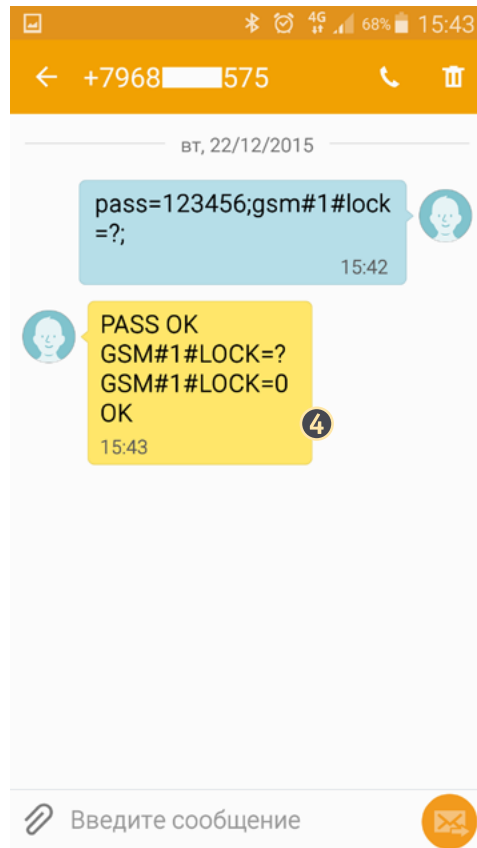 4G 68% 15:43
+7968 575
вт, 22/12/2015
pass=123456;gsm#1#lock
=?;
15:42
PASS OK
GSM#1#LOCK=?
GSM#1#LOCK=0
OK
15:43
4
Введите сообщение